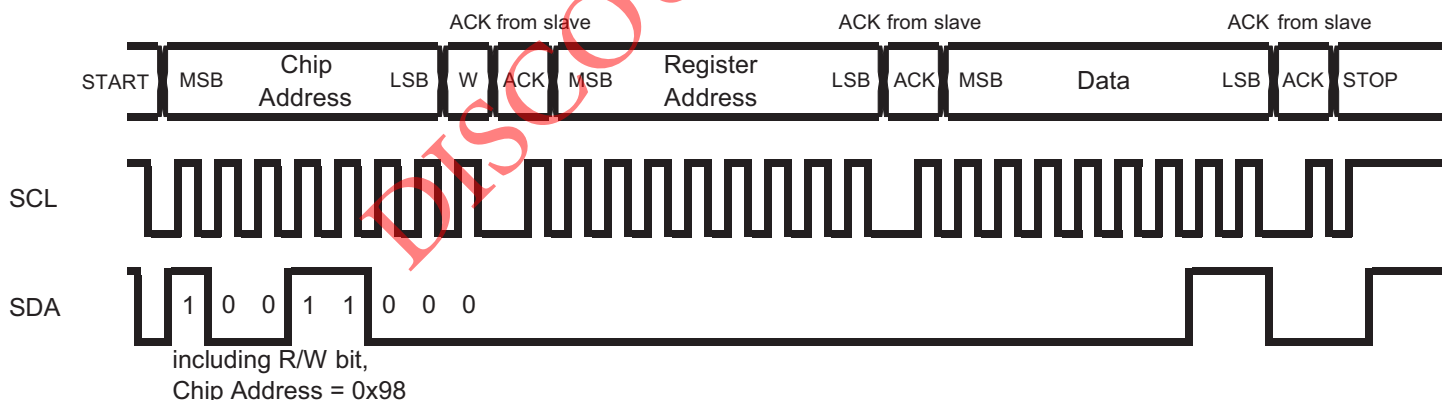 ACK from slave ACK from slave ACK from slave
START MSB Chip Address LSB W ACK MSB Register Address LSB ACK MSB Data LSB ACK STOP
SCL
SDA 1 0 0 1 1 0 0 0
including R/W bit,
Chip Address = 0x98